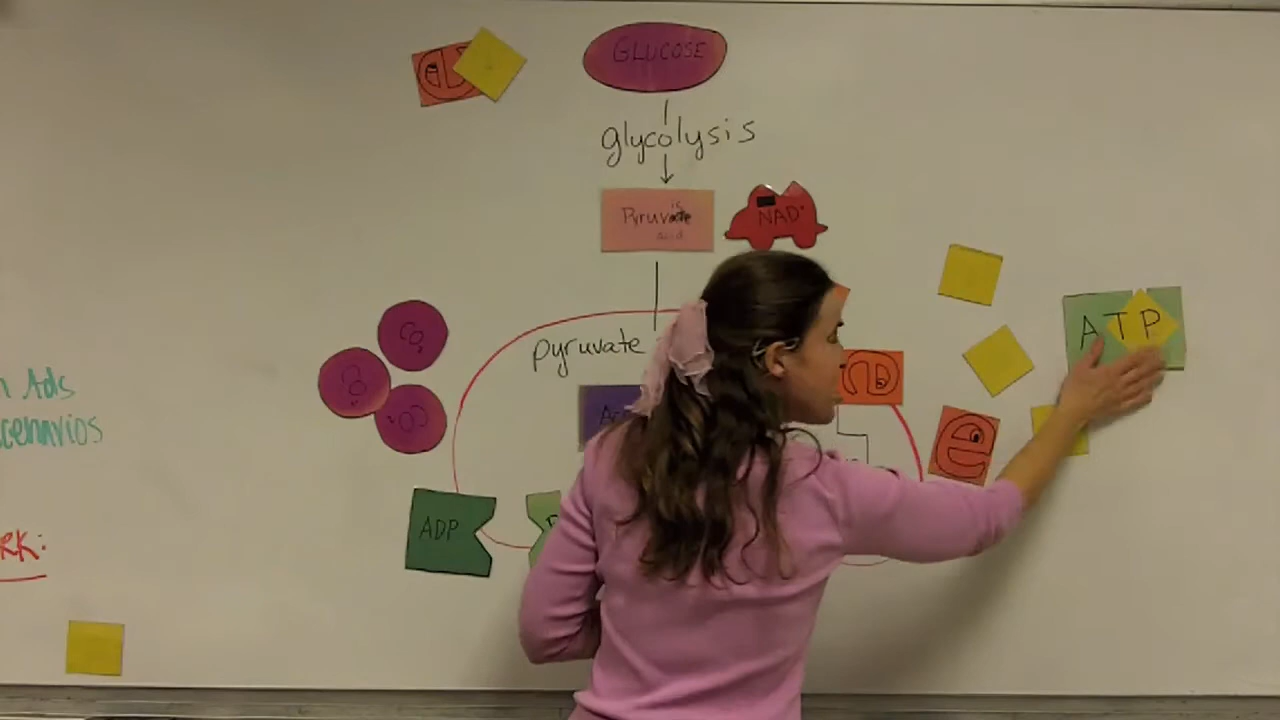 GLUCOSE
glycolysis
Pyruvic
acid
NAD+
pyruvate
CO2
CO2
CO2
ATP
Ads
cenarios
ADP
P
RK: